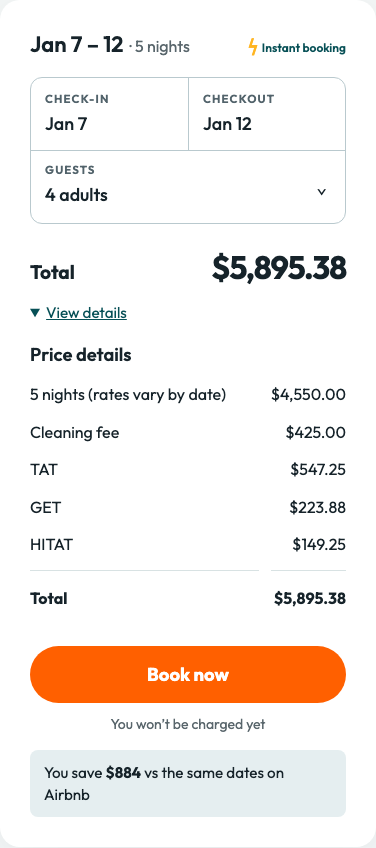 Jan 7 – 12 · 5 nights
Instant booking
CHECK-IN
Jan 7
CHECKOUT
Jan 12
GUESTS
4 adults
Total $5,895.38
View details
Price details
5 nights (rates vary by date) $4,550.00
Cleaning fee $425.00
TAT $547.25
GET $223.88
HITAT $149.25
Total $5,895.38
Book now
You won't be charged yet
You save $884 vs the same dates on
Airbnb